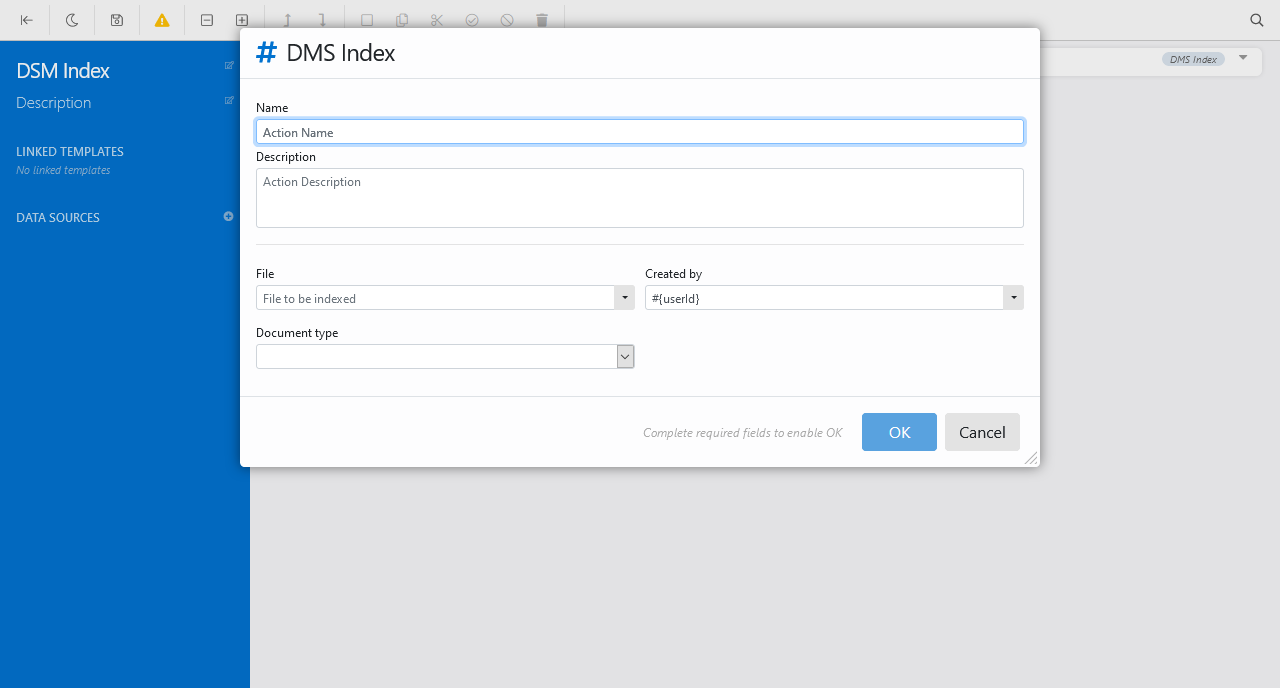 DSM Index
Description
LINKED TEMPLATES
No linked templates
DATA SOURCES
DMS Index
# DMS Index
Name
Action Name
Description
Action Description
File
Created by
File to be indexed
#{userId}
Document type
Complete required fields to enable OK
OK
Cancel